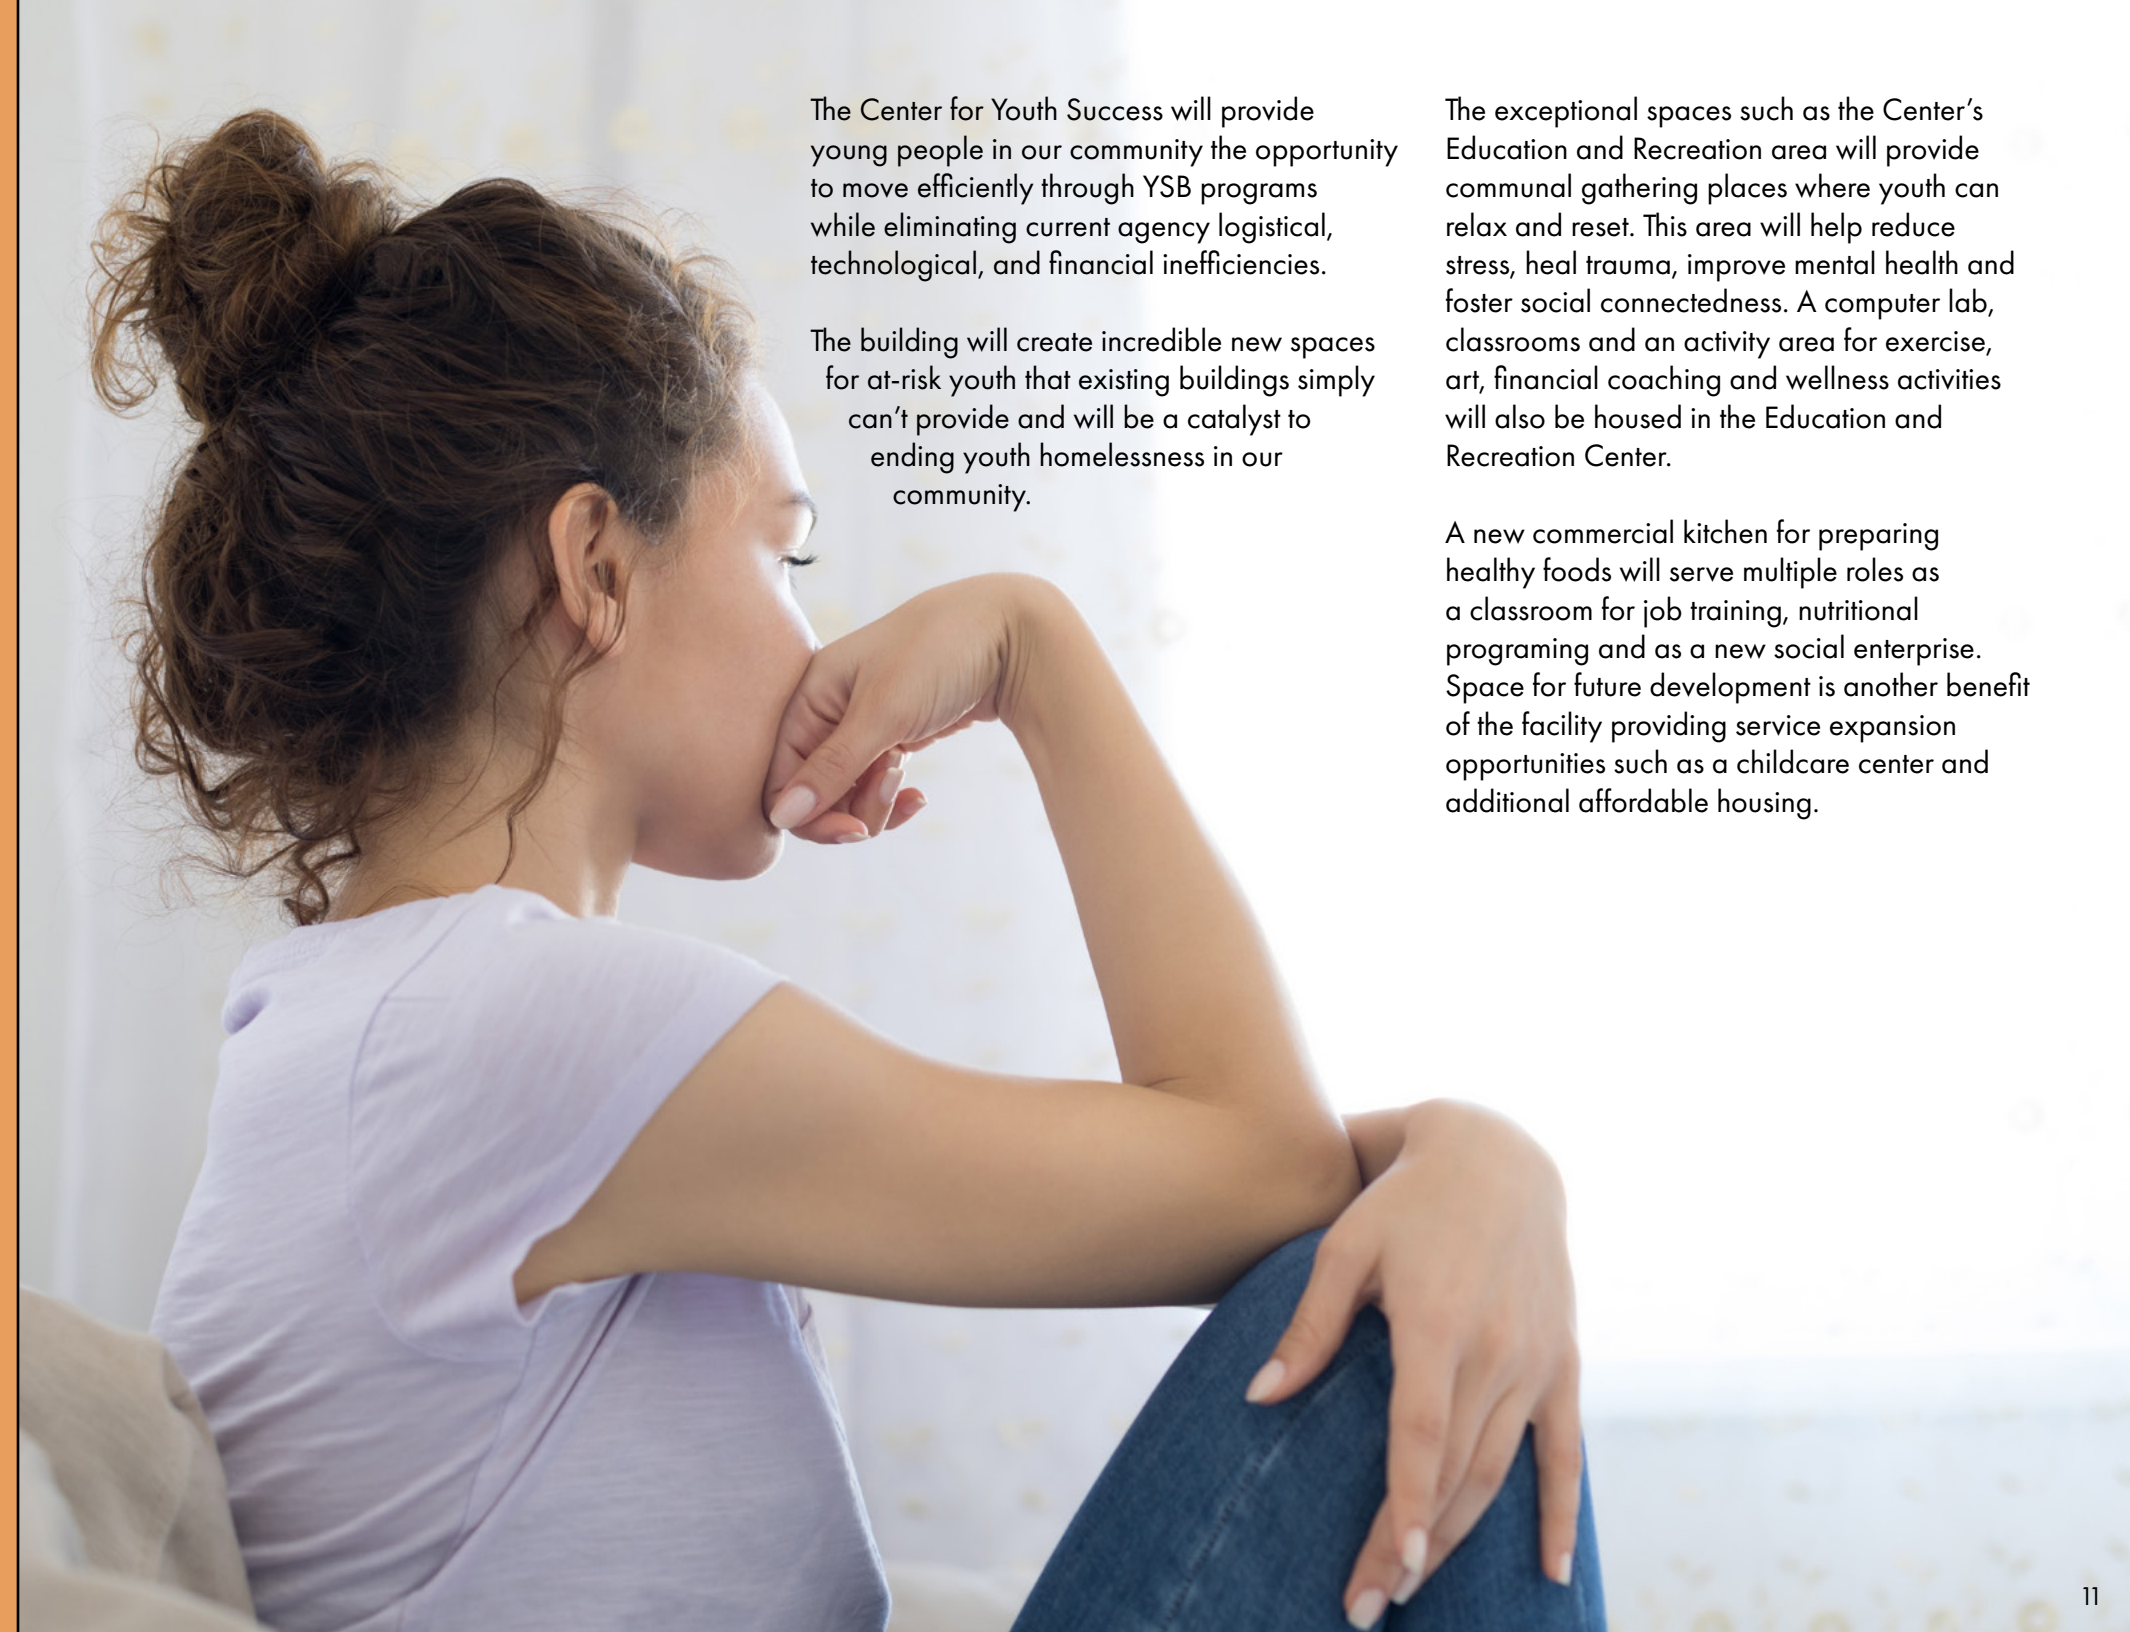 The Center for Youth Success will provide
young people in our community the opportunity
to move efficiently through YSB programs
while eliminating current agency logistical,
technological, and financial inefficiencies.
The building will create incredible new spaces
for at-risk youth that existing buildings simply
can’t provide and will be a catalyst to
ending youth homelessness in our
community.
The exceptional spaces such as the Center’s
Education and Recreation area will provide
communal gathering places where youth can
relax and reset. This area will help reduce
stress, heal trauma, improve mental health and
foster social connectedness. A computer lab,
classrooms and an activity area for exercise,
art, financial coaching and wellness activities
will also be housed in the Education and
Recreation Center.
A new commercial kitchen for preparing
healthy foods will serve multiple roles as
a classroom for job training, nutritional
programing and as a new social enterprise.
Space for future development is another benefit
of the facility providing service expansion
opportunities such as a childcare center and
additional affordable housing.
11